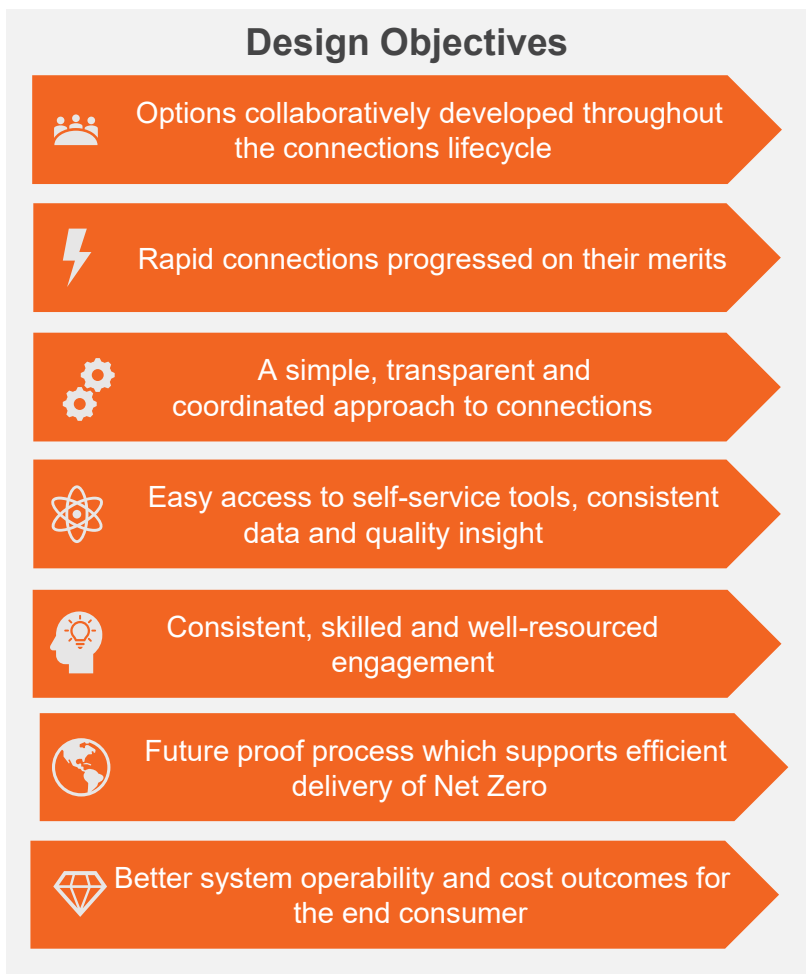 Design Objectives
Options collaboratively developed throughout
the connections lifecycle
Rapid connections progressed on their merits
A simple, transparent and
coordinated approach to connections
Easy access to self-service tools, consistent
data and quality insight
Consistent, skilled and well-resourced
engagement
Future proof process which supports efficient
delivery of Net Zero
Better system operability and cost outcomes for
the end consumer